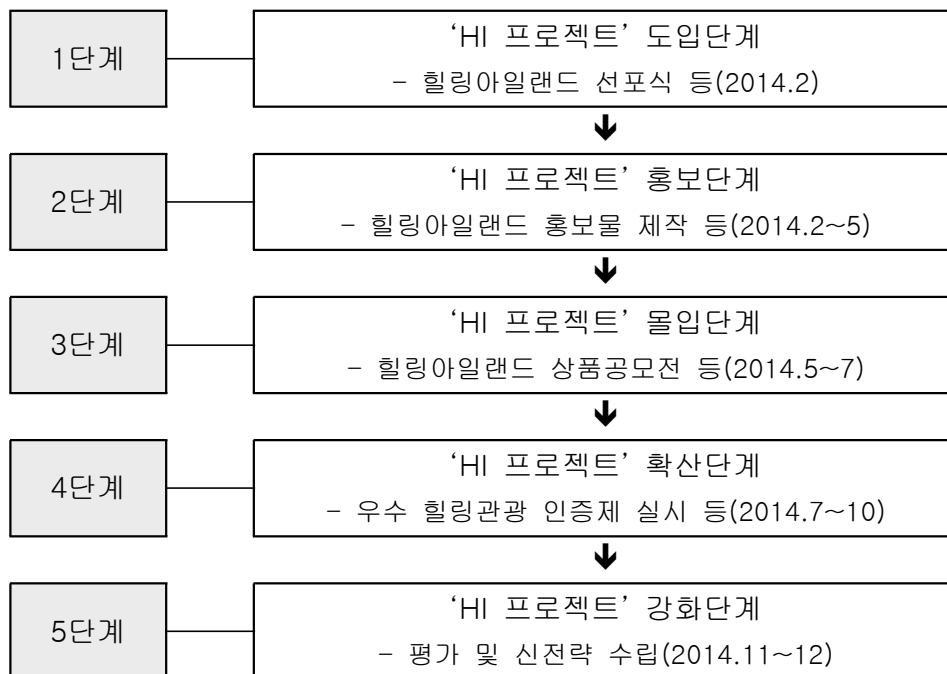 1단계
‘HI 프로젝트’ 도입단계
- 힐링아일랜드 선포식 등(2014.2)
2단계
‘HI 프로젝트’ 홍보단계
- 힐링아일랜드 홍보물 제작 등(2014.2~5)
3단계
‘HI 프로젝트’ 몰입단계
- 힐링아일랜드 상품공모전 등(2014.5~7)
4단계
‘HI 프로젝트’ 확산단계
- 우수 힐링관광 인증제 실시 등(2014.7~10)
5단계
‘HI 프로젝트’ 강화단계
- 평가 및 신전략 수립(2014.11~12)